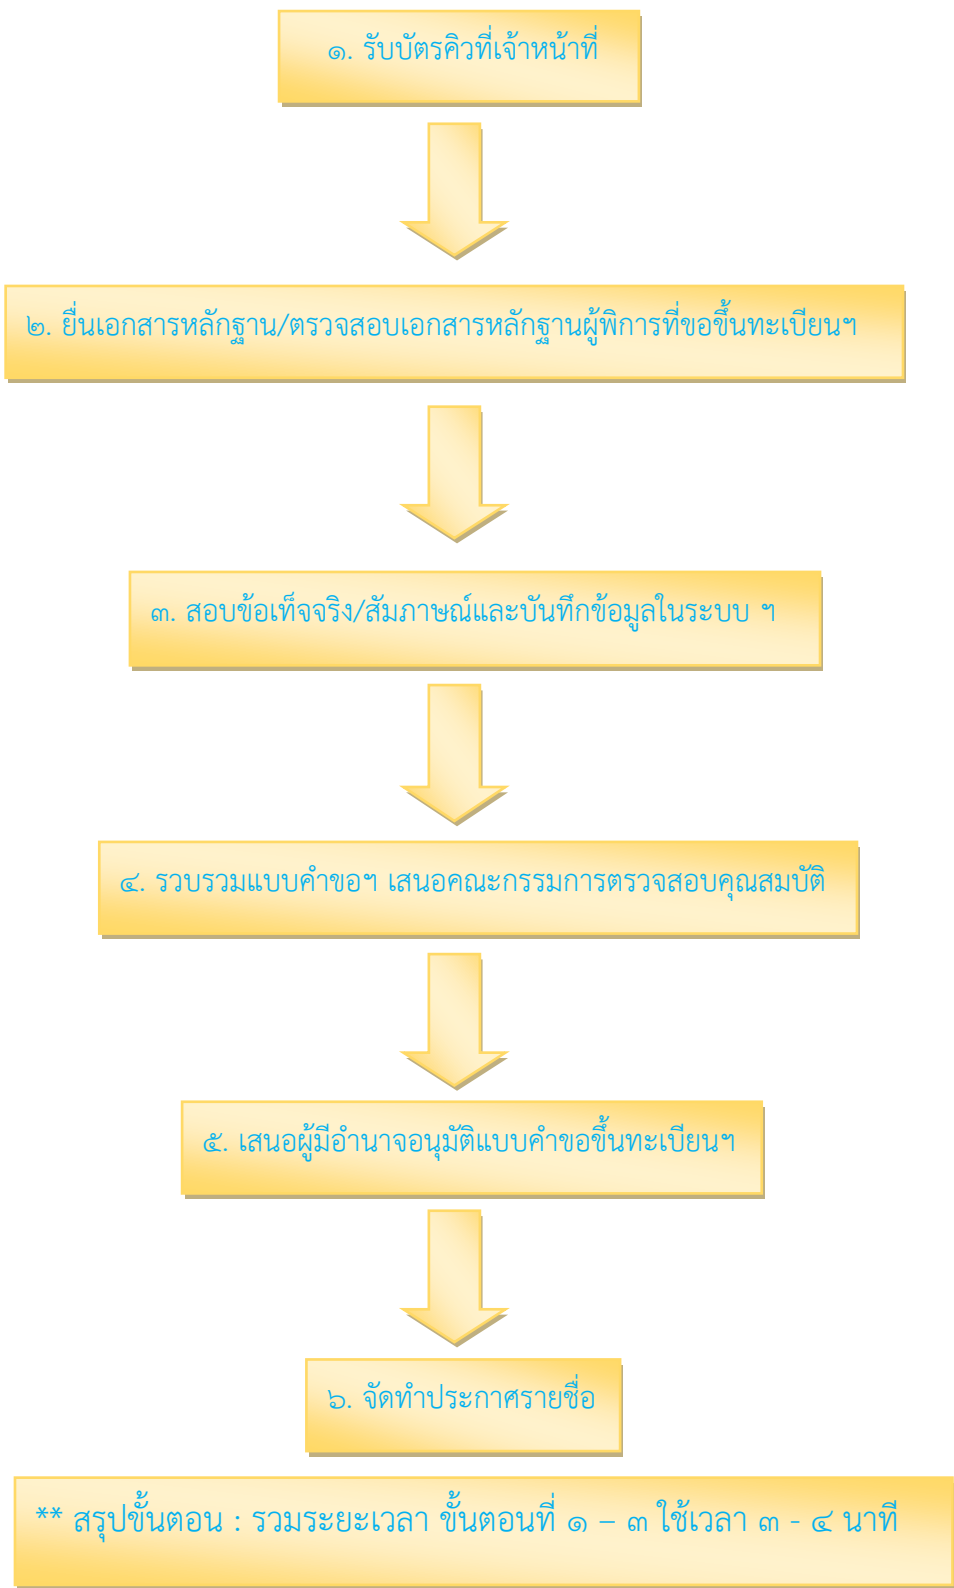 ๑. รับบัตรคิวที่เจ้าหน้าที่
๒. ยื่นเอกสารหลักฐาน/ตรวจสอบเอกสารหลักฐานผู้พิการที่ขอขึ้นทะเบียนฯ
๓. สอบข้อเท็จจริง/สัมภาษณ์และบันทึกข้อมูลในระบบ ฯ
๔. รวบรวมแบบคำขอฯ เสนอคณะกรรมการตรวจสอบคุณสมบัติ
๕. เสนอผู้มีอำนาจอนุมัติแบบคำขอขึ้นทะเบียนฯ
๖. จัดทำประกาศรายชื่อ
** สรุปขั้นตอน : รวมระยะเวลา ขั้นตอนที่ ๑ – ๓ ใช้เวลา ๓ - ๔ นาที